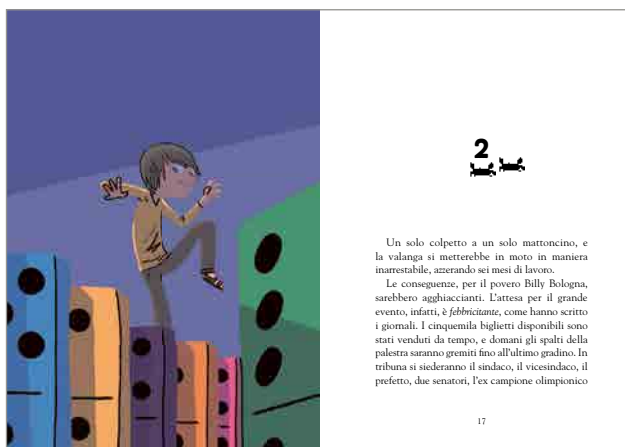 2
Un solo colpetto a un solo mattoncino, e
la valanga si metterebbe in moto in maniera
inarrestabile, azzerando sei mesi di lavoro.
Le conseguenze, per il povero Billy Bologna,
sarebbero agghiaccianti. L'attesa per il grande
evento, infatti, è febbricitante, come hanno scritto
i giornali. I cinquemila biglietti disponibili sono
stati venduti da tempo, e domani gli spalti della
palestra saranno gremiti fino all'ultimo gradino. In
tribuna si siederanno il sindaco, il vicesindaco, il
prefetto, due senatori, l'ex campione olimpionico
17